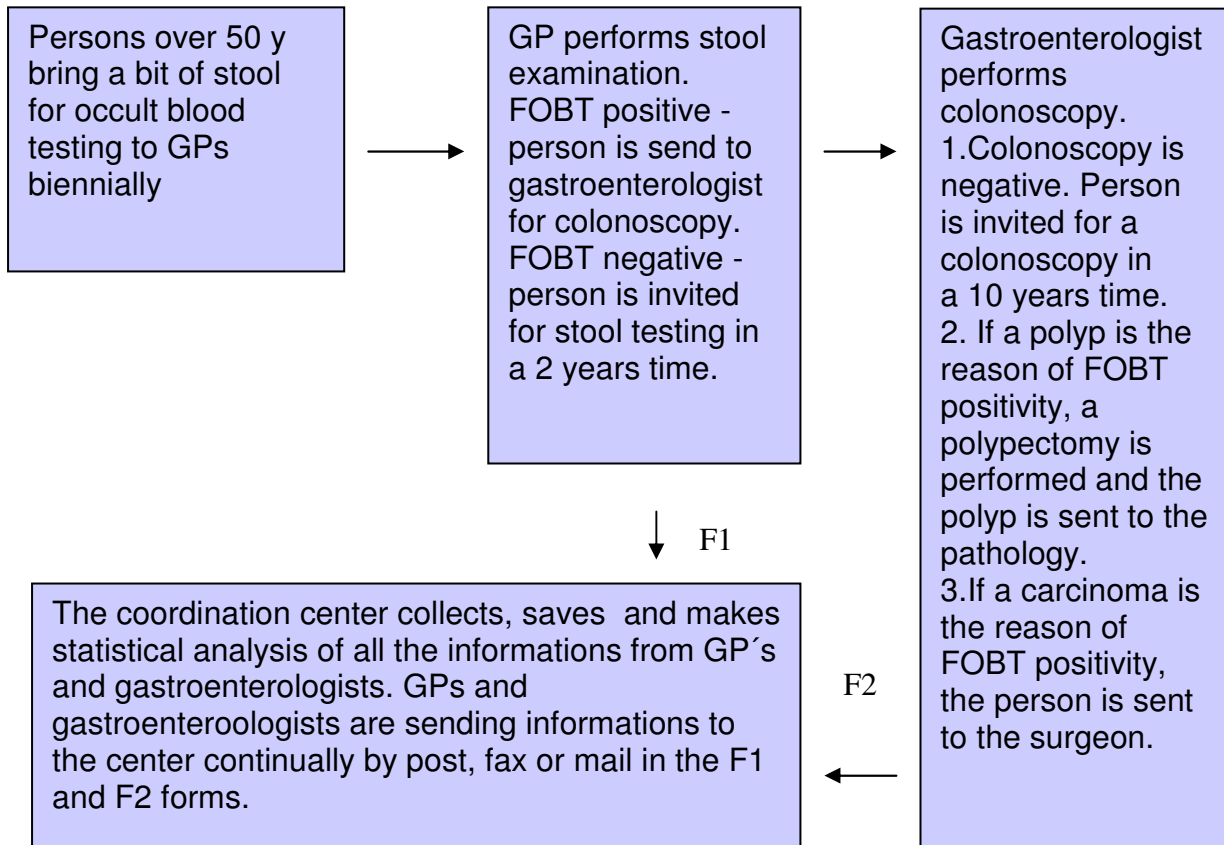 Persons over 50 y
bring a bit of stool
for occult blood
testing to GPs
biennially
GP performs stool
examination.
FOBT positive -
person is send to
gastroenterologist
for colonoscopy.
FOBT negative -
person is invited
for stool testing in
a 2 years time.
Gastroenterologist
performs
colonoscopy.
1.Colonoscopy is
negative. Person
is invited for a
colonoscopy in
a 10 years time.
2. If a polyp is the
reason of FOBT
positivity, a
polypectomy is
performed and the
polyp is sent to the
pathology.
3.If a carcinoma is
the reason of
FOBT positivity,
the person is sent
to the surgeon.
F1
The coordination center collects, saves and makes
statistical analysis of all the informations from GP´s
and gastroenterologists. GPs and
gastroenteroologists are sending informations to
the center continually by post, fax or mail in the F1
and F2 forms.
F2